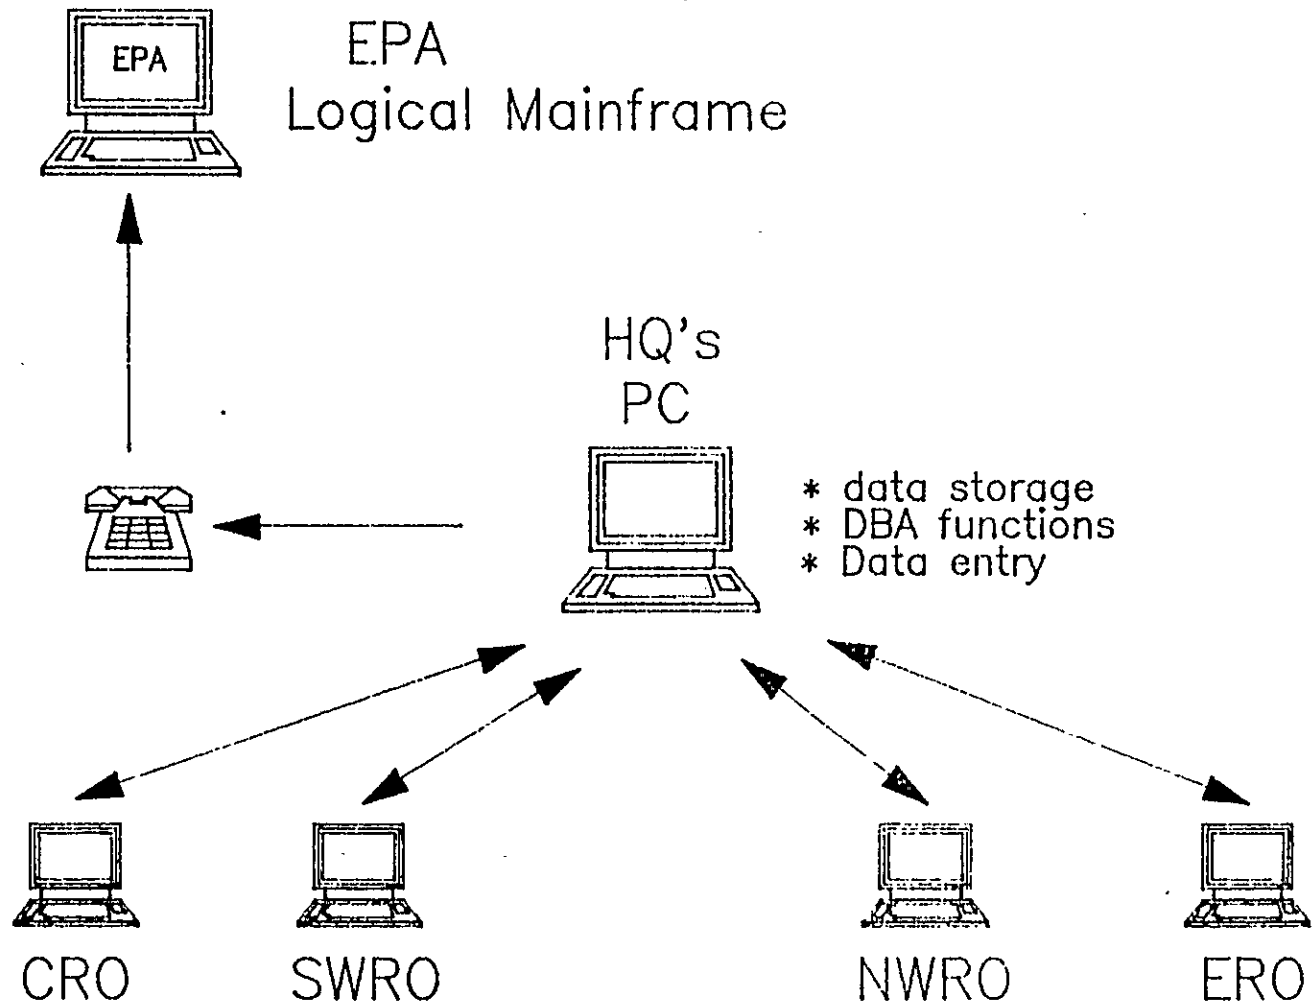 EPA
EPA
Logical Mainframe
HQ's
PC
* data storage
* DBA functions
* Data entry
CRO
SWRO
NWRO
ERO